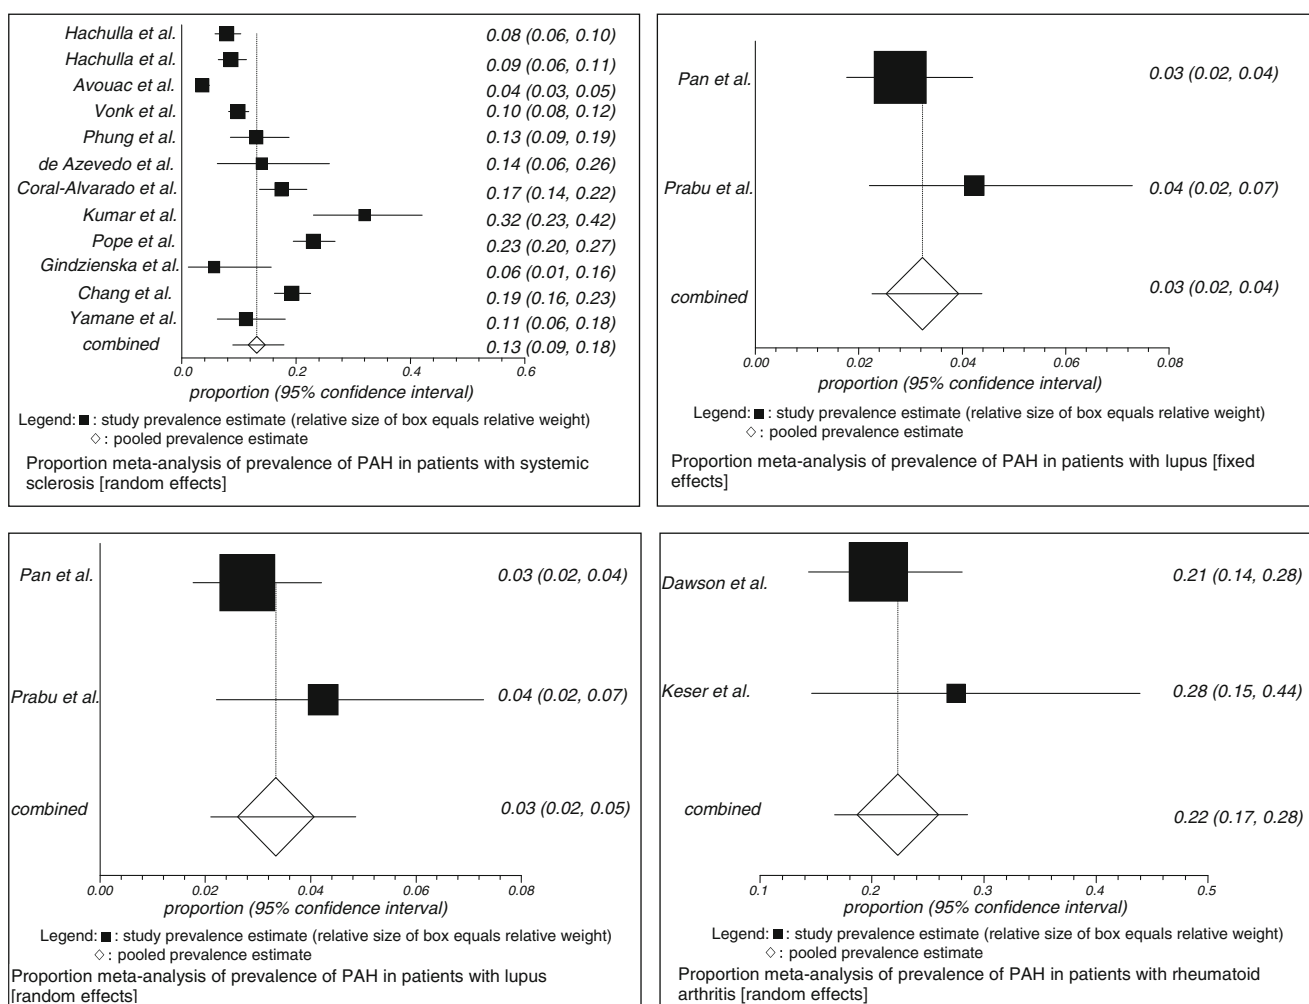 Hachulla et al. 0.08 (0.06, 0.10)
Hachulla et al. 0.09 (0.06, 0.11)
Avouac et al. 0.04 (0.03, 0.05)
Vonk et al. 0.10 (0.08, 0.12)
Phung et al. 0.13 (0.09, 0.19)
de Azevedo et al. 0.14 (0.06, 0.26)
Coral-Alvarado et al. 0.17 (0.14, 0.22)
Kumar et al. 0.32 (0.23, 0.42)
Pope et al. 0.23 (0.20, 0.27)
Gindzienska et al. 0.06 (0.01, 0.16)
Chang et al. 0.19 (0.16, 0.23)
Yamane et al. 0.11 (0.06, 0.18)
combined 0.13 (0.09, 0.18)
0.0 0.2 0.4 0.6
proportion (95% confidence interval)
Legend: ■ : study prevalence estimate (relative size of box equals relative weight)
◇ : pooled prevalence estimate
Proportion meta-analysis of prevalence of PAH in patients with systemic
sclerosis [random effects]
Pan et al. 0.03 (0.02, 0.04)
Prabu et al. 0.04 (0.02, 0.07)
combined 0.03 (0.02, 0.04)
0.00 0.02 0.04 0.06 0.08
proportion (95% confidence interval)
Legend: ■ : study prevalence estimate (relative size of box equals relative weight)
◇ : pooled prevalence estimate
Proportion meta-analysis of prevalence of PAH in patients with lupus [fixed
effects]
Pan et al. 0.03 (0.02, 0.04)
Prabu et al. 0.04 (0.02, 0.07)
combined 0.03 (0.02, 0.05)
0.00 0.02 0.04 0.06 0.08
proportion (95% confidence interval)
Legend: ■ : study prevalence estimate (relative size of box equals relative weight)
◇ : pooled prevalence estimate
Proportion meta-analysis of prevalence of PAH in patients with lupus
[random effects]
Dawson et al. 0.21 (0.14, 0.28)
Keser et al. 0.28 (0.15, 0.44)
combined 0.22 (0.17, 0.28)
0.1 0.2 0.3 0.4 0.5
proportion (95% confidence interval)
Legend: ■ : study prevalence estimate (relative size of box equals relative weight)
◇ : pooled prevalence estimate
Proportion meta-analysis of prevalence of PAH in patients with rheumatoid
arthritis [random effects]